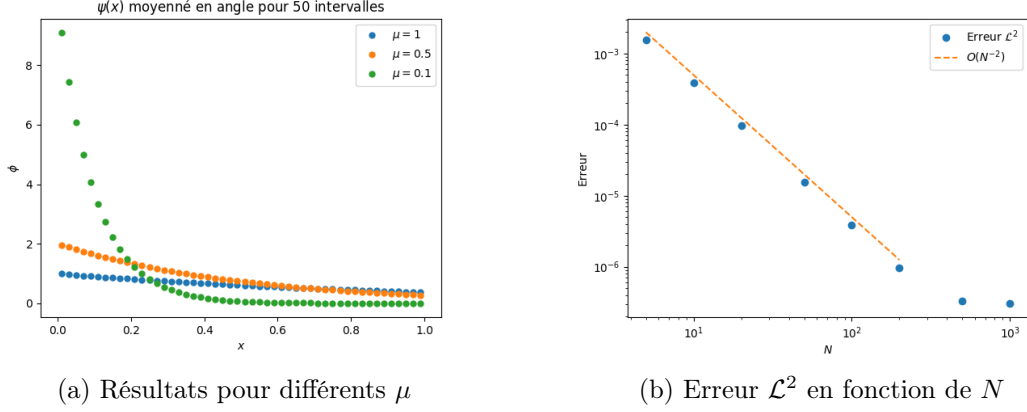 ψ(x) moyenné en angle pour 50 intervalles
μ = 1
μ = 0.5
μ = 0.1
ϕ
8
6
4
2
0
0.0 0.2 0.4 0.6 0.8 1.0
x
(a) Résultats pour différents μ
Erreur 𝓛²
O(N⁻²)
Erreur
10⁻³
10⁻⁴
10⁻⁵
10⁻⁶
10¹ 10² 10³
N
(b) Erreur 𝓛² en fonction de N